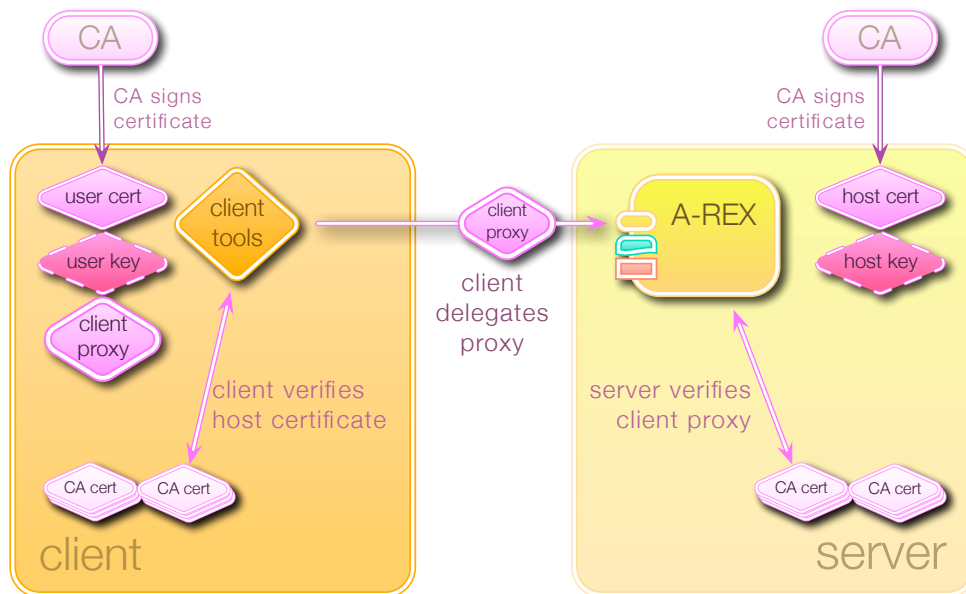 CA
CA
CA signs
certificate
CA signs
certificate
user cert
user key
client
proxy
client
tools
client
proxy
client
delegates
proxy
A-REX
host cert
host key
client verifies
host certificate
server verifies
client proxy
CA cert
CA cert
CA cert
CA cert
client
server